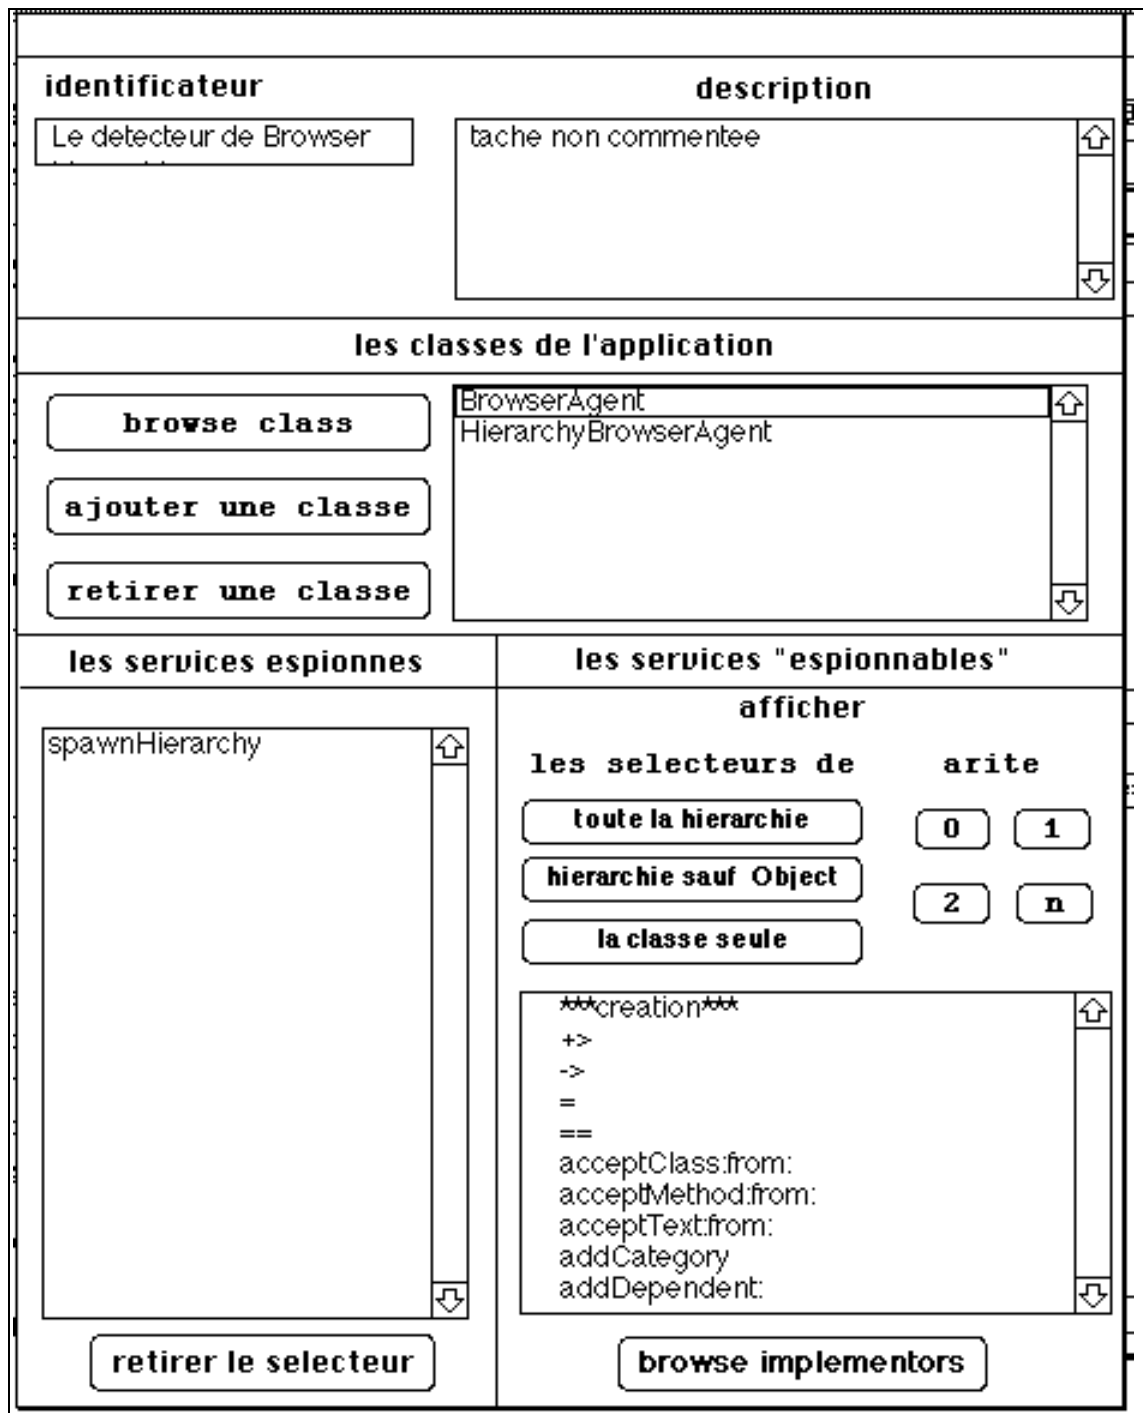 identificateur
description
Le detecteur de Browser
tache non commentee
les classes de l'application
browse class
ajouter une classe
retirer une classe
BrowserAgent
HierarchyBrowserAgent
les services espionnes
spawnHierarchy
retirer le selecteur
les services "espionnables"
afficher
les selecteurs de
arite
toute la hierarchie
hierarchie sauf Object
la classe seule
0 1
2 n
***creation***
+>
->
=
==
acceptClass:from:
acceptMethod:from:
acceptText:from:
addCategory
addDependent:
browse implementors